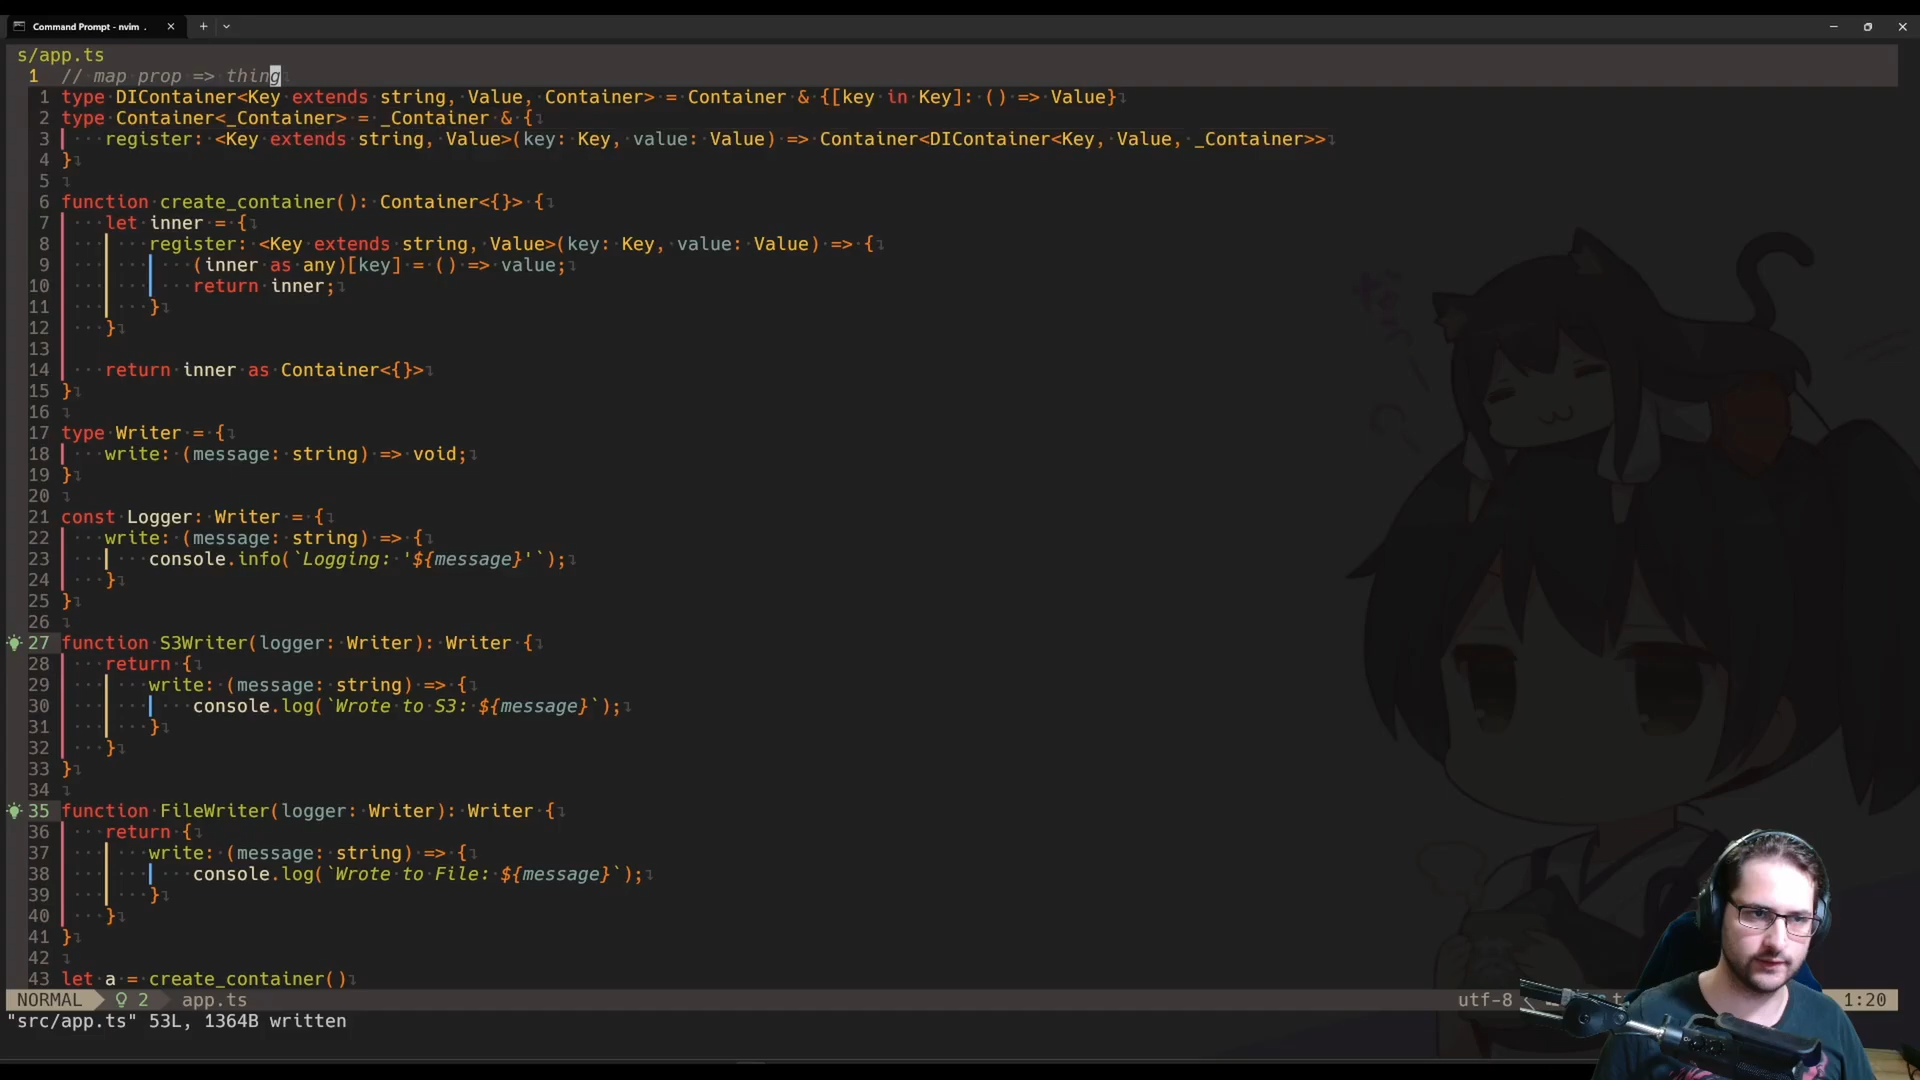 Command Prompt - nvim .
s/app.ts
1 // map prop => thing
1 type DIContainer<Key extends string, Value, Container> = Container & {[key in Key]: () => Value}
2 type Container<_Container> = _Container & {
3 register: <Key extends string, Value>(key: Key, value: Value) => Container<DIContainer<Key, Value, _Container>>
4 }
5
6 function create_container(): Container<{}> {
7 let inner = {
8 register: <Key extends string, Value>(key: Key, value: Value) => {
9 (inner as any)[key] = () => value;
10 return inner;
11 }
12 }
13
14 return inner as Container<{}>
15 }
16
17 type Writer = {
18 write: (message: string) => void;
19 }
20
21 const Logger: Writer = {
22 write: (message: string) => {
23 console.info(`Logging: '${message}'`);
24 }
25 }
26
27 function S3Writer(logger: Writer): Writer {
28 return {
29 write: (message: string) => {
30 console.log(`Wrote to S3: ${message}`);
31 }
32 }
33 }
34
35 function FileWriter(logger: Writer): Writer {
36 return {
37 write: (message: string) => {
38 console.log(`Wrote to File: ${message}`);
39 }
40 }
41 }
42
43 let a = create_container()
NORMAL 2 app.ts utf-8 1:20
"src/app.ts" 53L, 1364B written